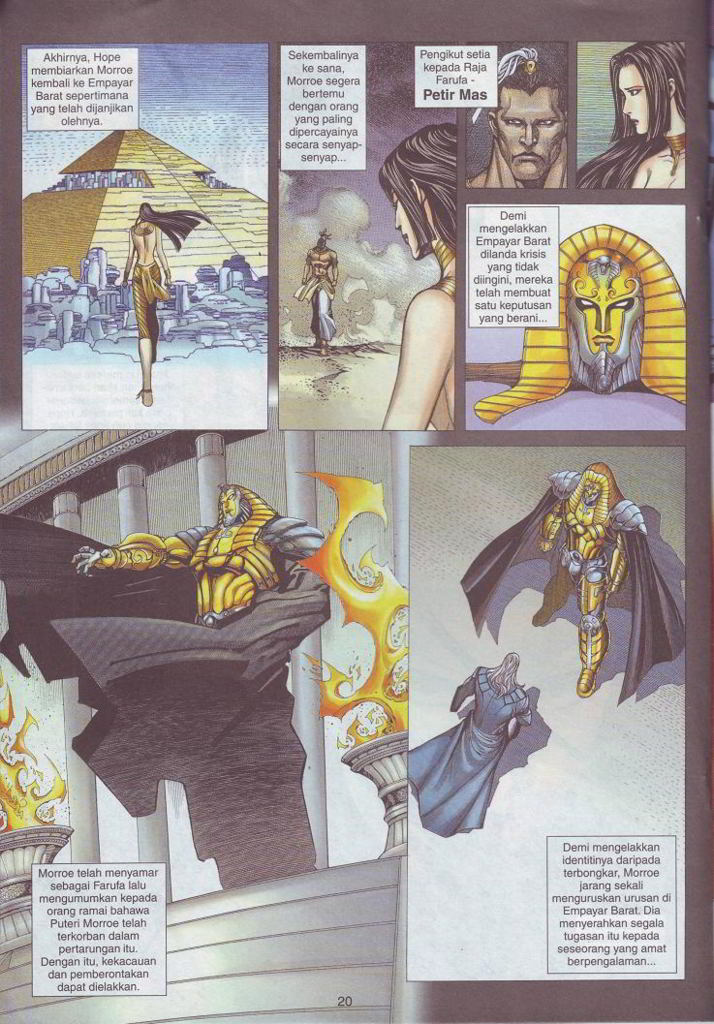 Akhirnya, Hope
membiarkan Morroe
kembali ke Empayar
Barat sepertimana
yang telah dijanjikan
olehnya.
Sekembalinya
ke sana,
Morroe segera
bertemu
dengan orang
yang paling
dipercayainya
secara senyap-
senyap...
Pengikut setia
kepada Raja
Farufa -
Petir Mas
Demi
mengelakkan
Empayar Barat
dilanda krisis
yang tidak
diingini, mereka
telah membuat
satu keputusan
yang berani...
Morroe telah menyamar
sebagai Farufa lalu
mengumumkan kepada
orang ramai bahawa
Puteri Morroe telah
terkorban dalam
pertarungan itu.
Dengan itu, kekacauan
dan pemberontakan
dapat dielakkan.
Demi mengelakkan
identitinya daripada
terbongkar, Morroe
jarang sekali
menguruskan urusan di
Empayar Barat. Dia
menyerahkan segala
tugasan itu kepada
seseorang yang amat
berpengalaman...
20